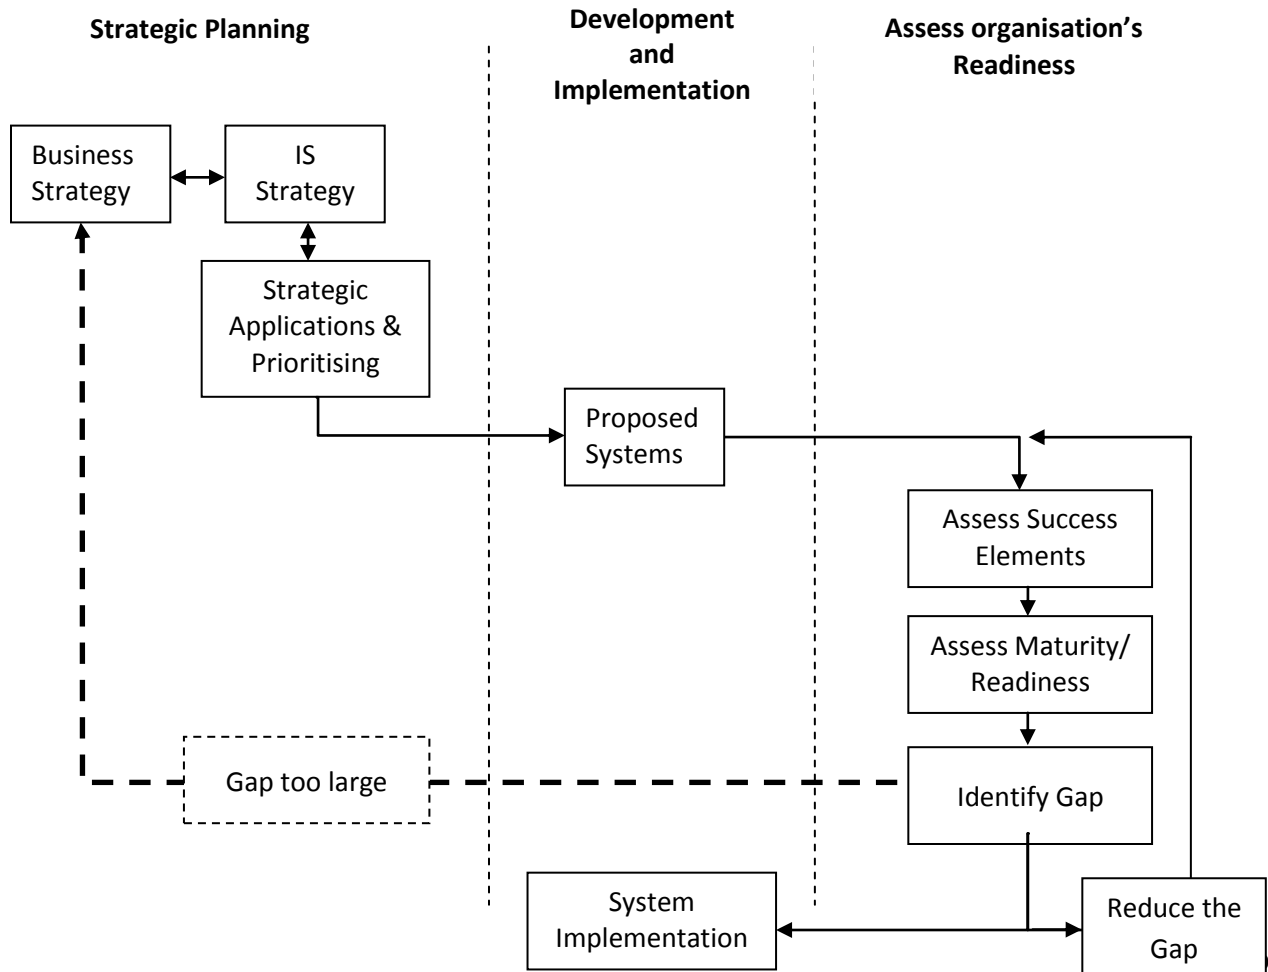 Strategic Planning
Development
and
Implementation
Assess organisation’s
Readiness
Business
Strategy
IS
Strategy
Strategic
Applications &
Prioritising
Proposed
Systems
Assess Success
Elements
Assess Maturity/
Readiness
Gap too large
Identify Gap
System
Implementation
Reduce the
Gap